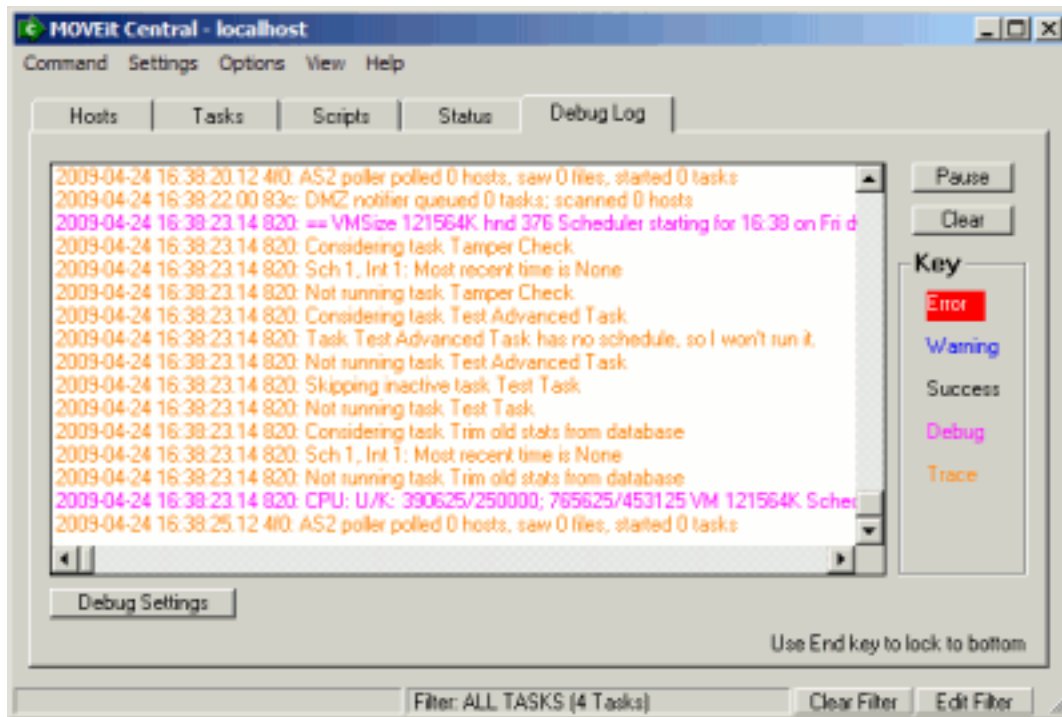 MOVEit Central - localhost
Command Settings Options View Help
Hosts Tasks Scripts Status Debug Log
2009-04-24 16:38:20.12 4f0: AS2 poller polled 0 hosts, saw 0 files, started 0 tasks
2009-04-24 16:38:22.00 83c: DMZ notifier queued 0 tasks; scanned 0 hosts
2009-04-24 16:38:23.14 820: == VMSize 121564K hnd 376 Scheduler starting for 16:38 on Fri d
2009-04-24 16:38:23.14 820: Considering task Tamper Check
2009-04-24 16:38:23.14 820: Sch 1, Int 1: Most recent time is None
2009-04-24 16:38:23.14 820: Not running task Tamper Check
2009-04-24 16:38:23.14 820: Considering task Test Advanced Task
2009-04-24 16:38:23.14 820: Task Test Advanced Task has no schedule, so I won't run it.
2009-04-24 16:38:23.14 820: Not running task Test Advanced Task
2009-04-24 16:38:23.14 820: Skipping inactive task Test Task
2009-04-24 16:38:23.14 820: Not running task Test Task
2009-04-24 16:38:23.14 820: Considering task Trim old stats from database
2009-04-24 16:38:23.14 820: Sch 1, Int 1: Most recent time is None
2009-04-24 16:38:23.14 820: Not running task Trim old stats from database
2009-04-24 16:38:23.14 820: CPU: U/K: 390625/250000; 765625/453125 VM 121564K Sched
2009-04-24 16:38:25.12 4f0: AS2 poller polled 0 hosts, saw 0 files, started 0 tasks
Pause
Clear
Key
Error
Warning
Success
Debug
Trace
Debug Settings
Use End key to lock to bottom
Filter: ALL TASKS (4 Tasks) Clear Filter Edit Filter